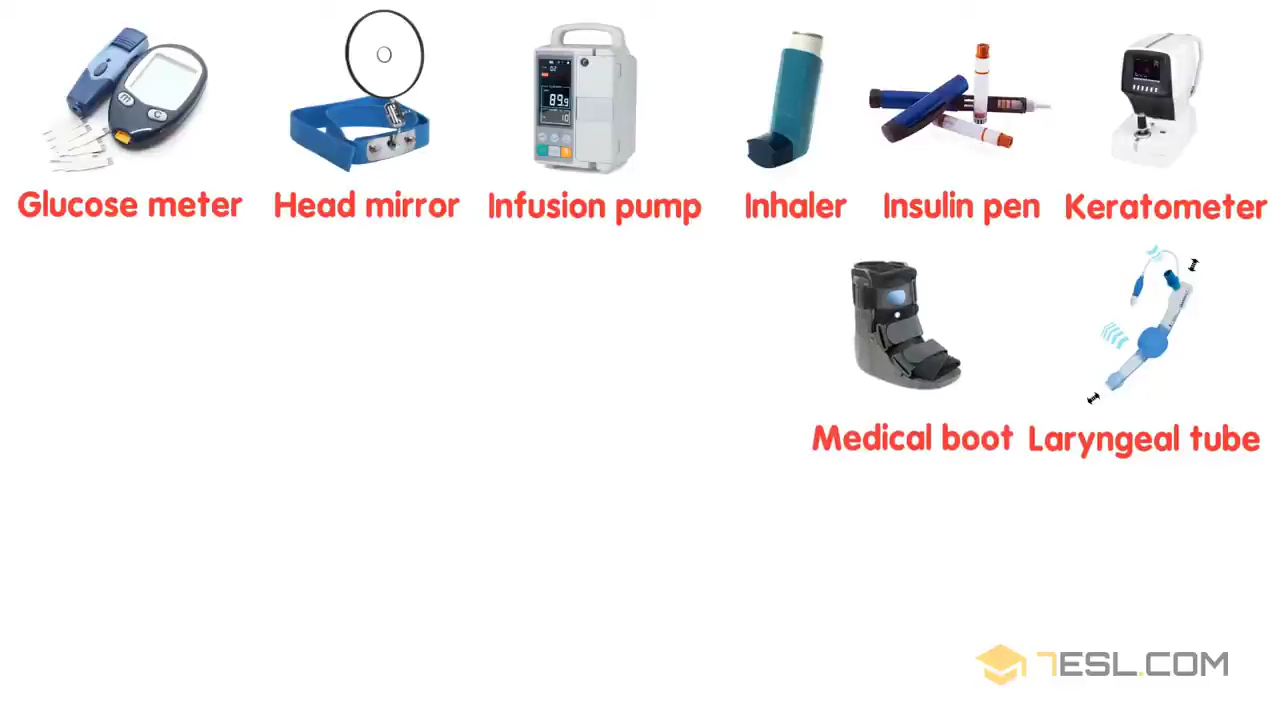 Glucose meter
Head mirror
Infusion pump
Inhaler
Insulin pen
Keratometer
Medical boot
Laryngeal tube
7ESL.COM